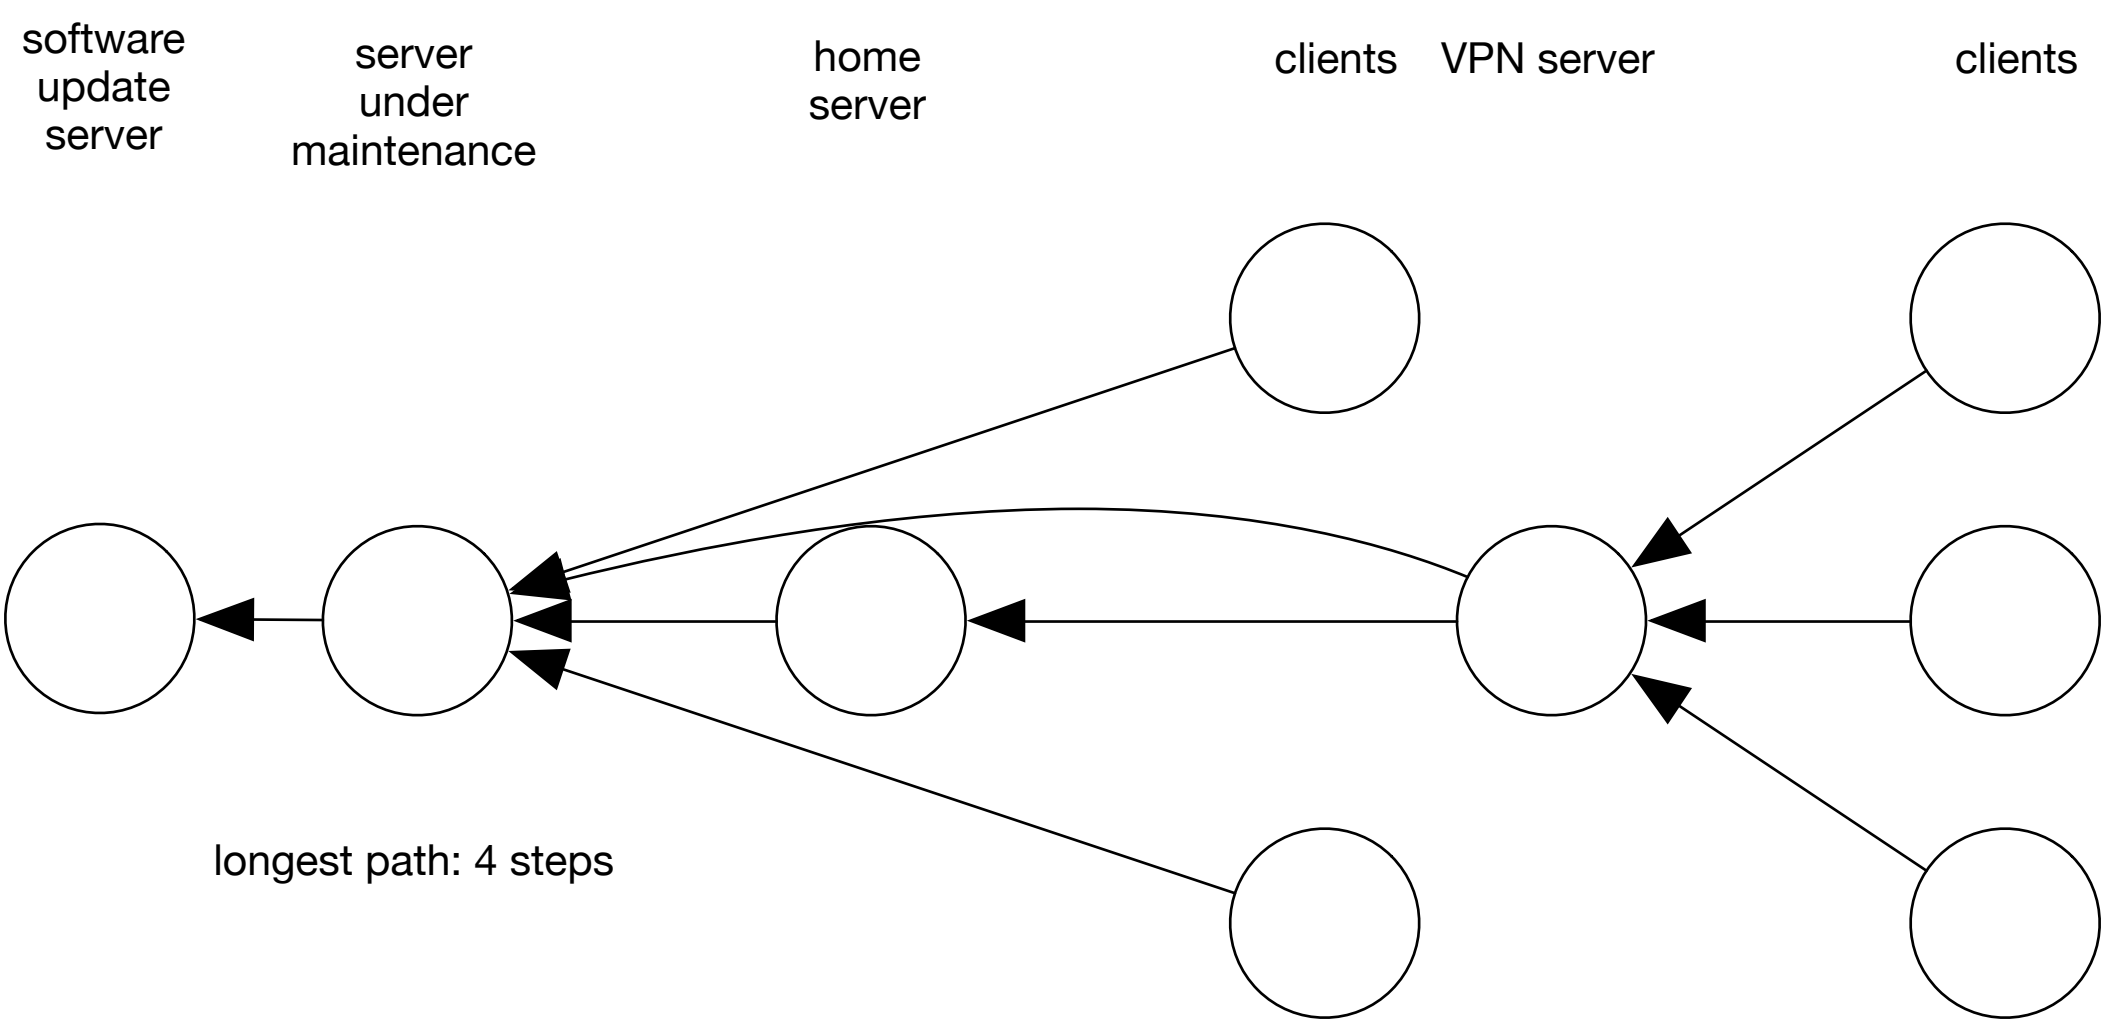 software
update
server
server
under
maintenance
home
server
clients
VPN server
clients
longest path: 4 steps